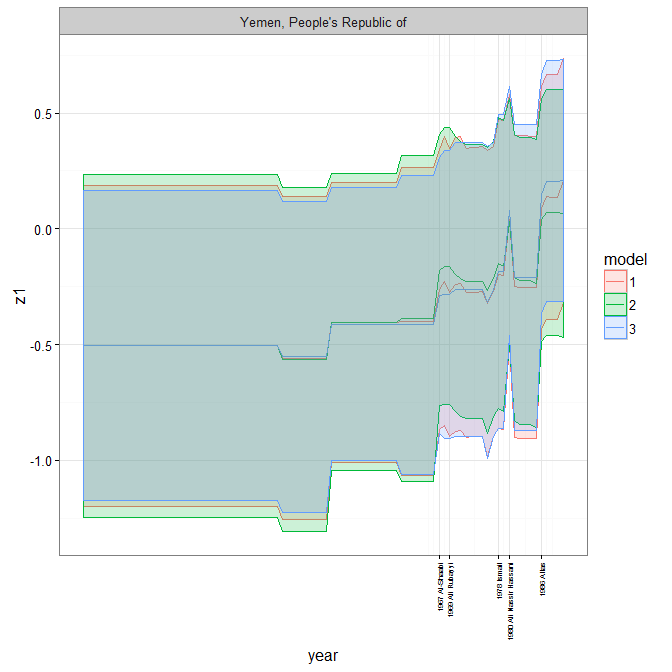 Yemen, People's Republic of
0.5
0.0
-0.5
-1.0
z1
1967 Al-Shaabi
1969 Ali Rubayyi
1978 Ismail
1980 Ali Nassir Hassani
1986 Attas
year
model
1
2
3